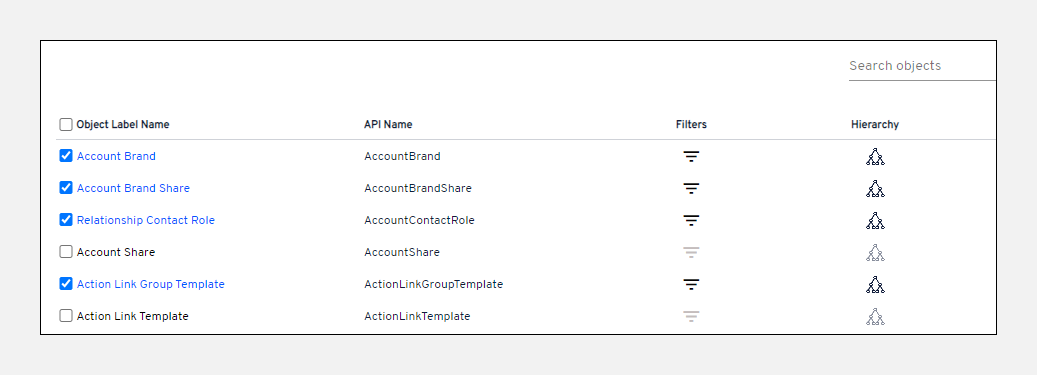 Search objects
Object Label Name API Name Filters Hierarchy
Account Brand AccountBrand
Account Brand Share AccountBrandShare
Relationship Contact Role AccountContactRole
Account Share AccountShare
Action Link Group Template ActionLinkGroupTemplate
Action Link Template ActionLinkTemplate